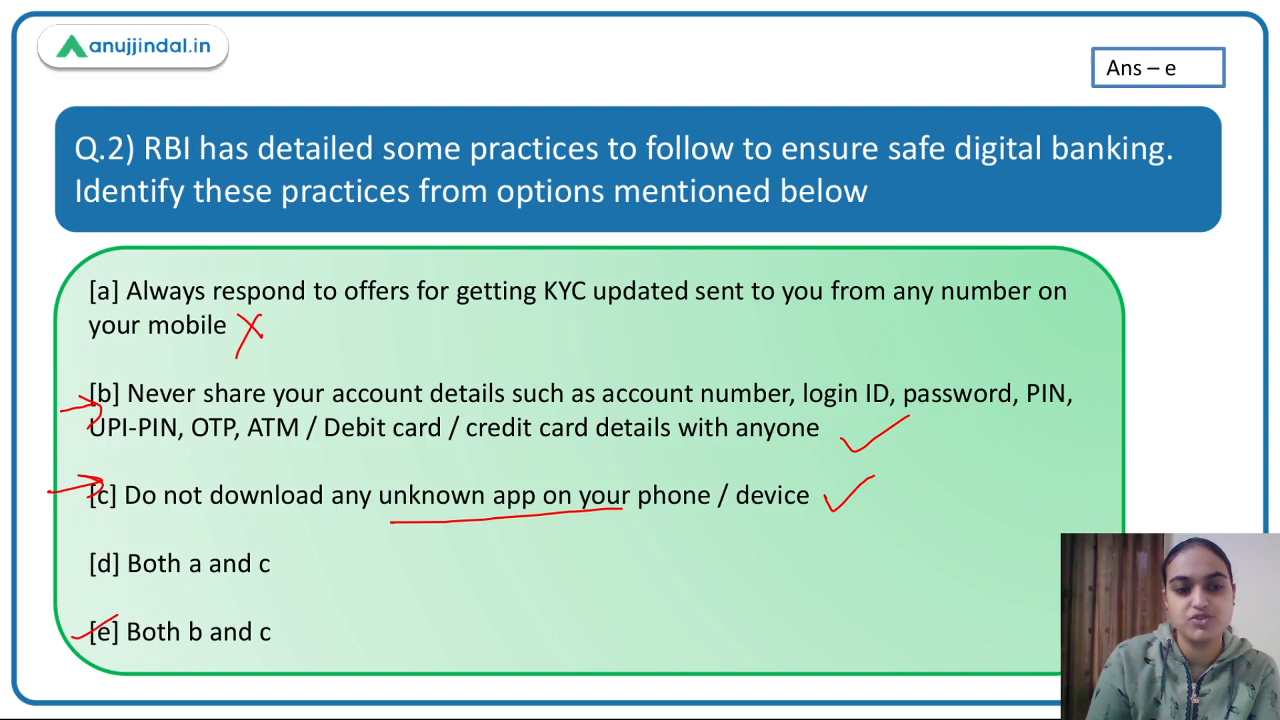 anujjindal.in
Ans – e
Q.2) RBI has detailed some practices to follow to ensure safe digital banking.
Identify these practices from options mentioned below
[a] Always respond to offers for getting KYC updated sent to you from any number on
your mobile
[b] Never share your account details such as account number, login ID, password, PIN,
UPI-PIN, OTP, ATM / Debit card / credit card details with anyone
[c] Do not download any unknown app on your phone / device
[d] Both a and c
[e] Both b and c